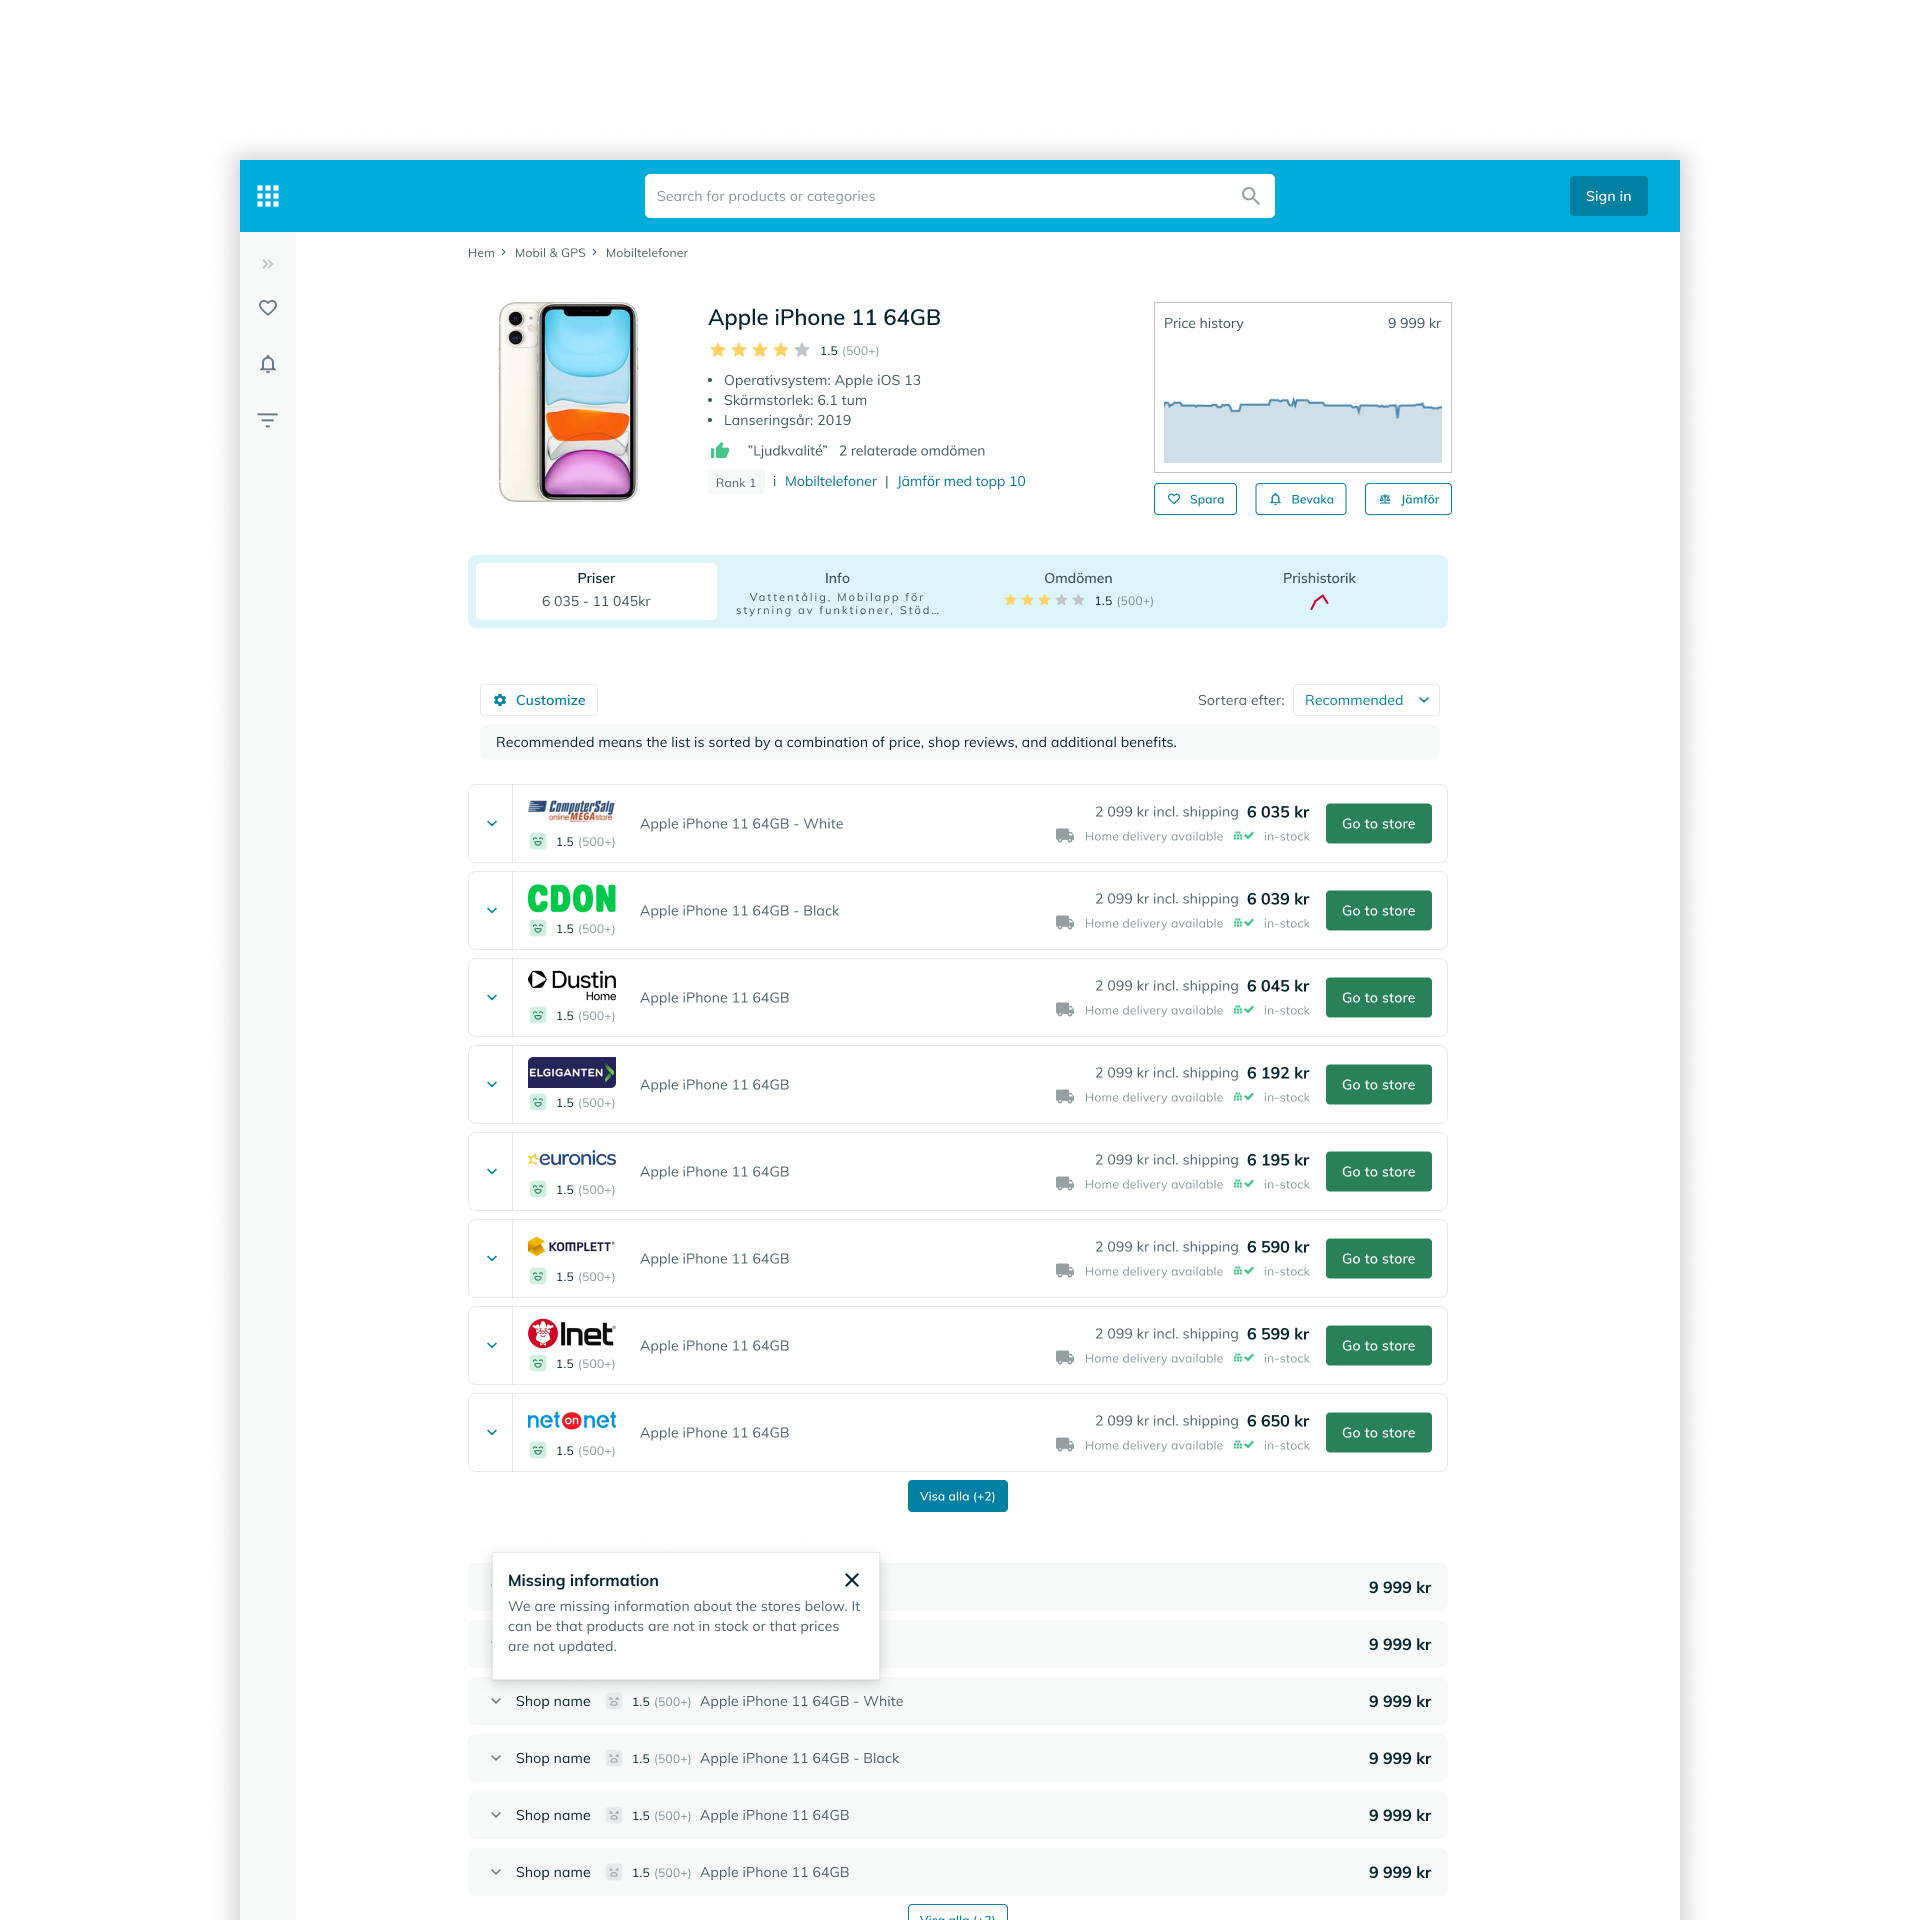 Search for products or categories
Sign in
Hem > Mobil & GPS > Mobiltelefoner
Apple iPhone 11 64GB
1.5 (500+)
• Operativsystem: Apple iOS 13
• Skärmstorlek: 6.1 tum
• Lanseringsår: 2019
”Ljudkvalité” 2 relaterade omdömen
Rank 1 i Mobiltelefoner | Jämför med topp 10
Price history 9 999 kr
Spara Bevaka Jämför
Priser
6 035 - 11 045kr
Info
Vattentålig, Mobilapp för
styrning av funktioner, Stöd...
Omdömen
1.5 (500+)
Prishistorik
Customize
Sortera efter: Recommended
Recommended means the list is sorted by a combination of price, shop reviews, and additional benefits.
ComputerSalg
online MEGAstore
1.5 (500+)
Apple iPhone 11 64GB - White
2 099 kr incl. shipping 6 035 kr
Home delivery available in-stock
Go to store
CDON
1.5 (500+)
Apple iPhone 11 64GB - Black
2 099 kr incl. shipping 6 039 kr
Home delivery available in-stock
Go to store
Dustin
Home
1.5 (500+)
Apple iPhone 11 64GB
2 099 kr incl. shipping 6 045 kr
Home delivery available in-stock
Go to store
ELGIGANTEN
1.5 (500+)
Apple iPhone 11 64GB
2 099 kr incl. shipping 6 192 kr
Home delivery available in-stock
Go to store
euronics
1.5 (500+)
Apple iPhone 11 64GB
2 099 kr incl. shipping 6 195 kr
Home delivery available in-stock
Go to store
KOMPLETT
1.5 (500+)
Apple iPhone 11 64GB
2 099 kr incl. shipping 6 590 kr
Home delivery available in-stock
Go to store
Inet
1.5 (500+)
Apple iPhone 11 64GB
2 099 kr incl. shipping 6 599 kr
Home delivery available in-stock
Go to store
netonnet
1.5 (500+)
Apple iPhone 11 64GB
2 099 kr incl. shipping 6 650 kr
Home delivery available in-stock
Go to store
Visa alla (+2)
Missing information
We are missing information about the stores below. It
can be that products are not in stock or that prices
are not updated.
9 999 kr
9 999 kr
Shop name 1.5 (500+) Apple iPhone 11 64GB - White 9 999 kr
Shop name 1.5 (500+) Apple iPhone 11 64GB - Black 9 999 kr
Shop name 1.5 (500+) Apple iPhone 11 64GB 9 999 kr
Shop name 1.5 (500+) Apple iPhone 11 64GB 9 999 kr
Visa alla (+2)